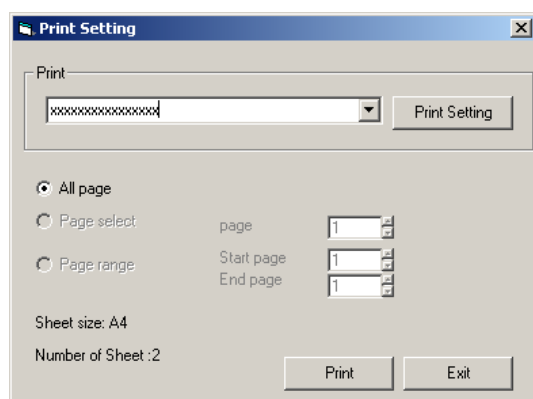 Print Setting
Print
xxxxxxxxxxxxxxxx
Print Setting
All page
Page select
page 1
Page range
Start page 1
End page 1
Sheet size: A4
Number of Sheet :2
Print
Exit